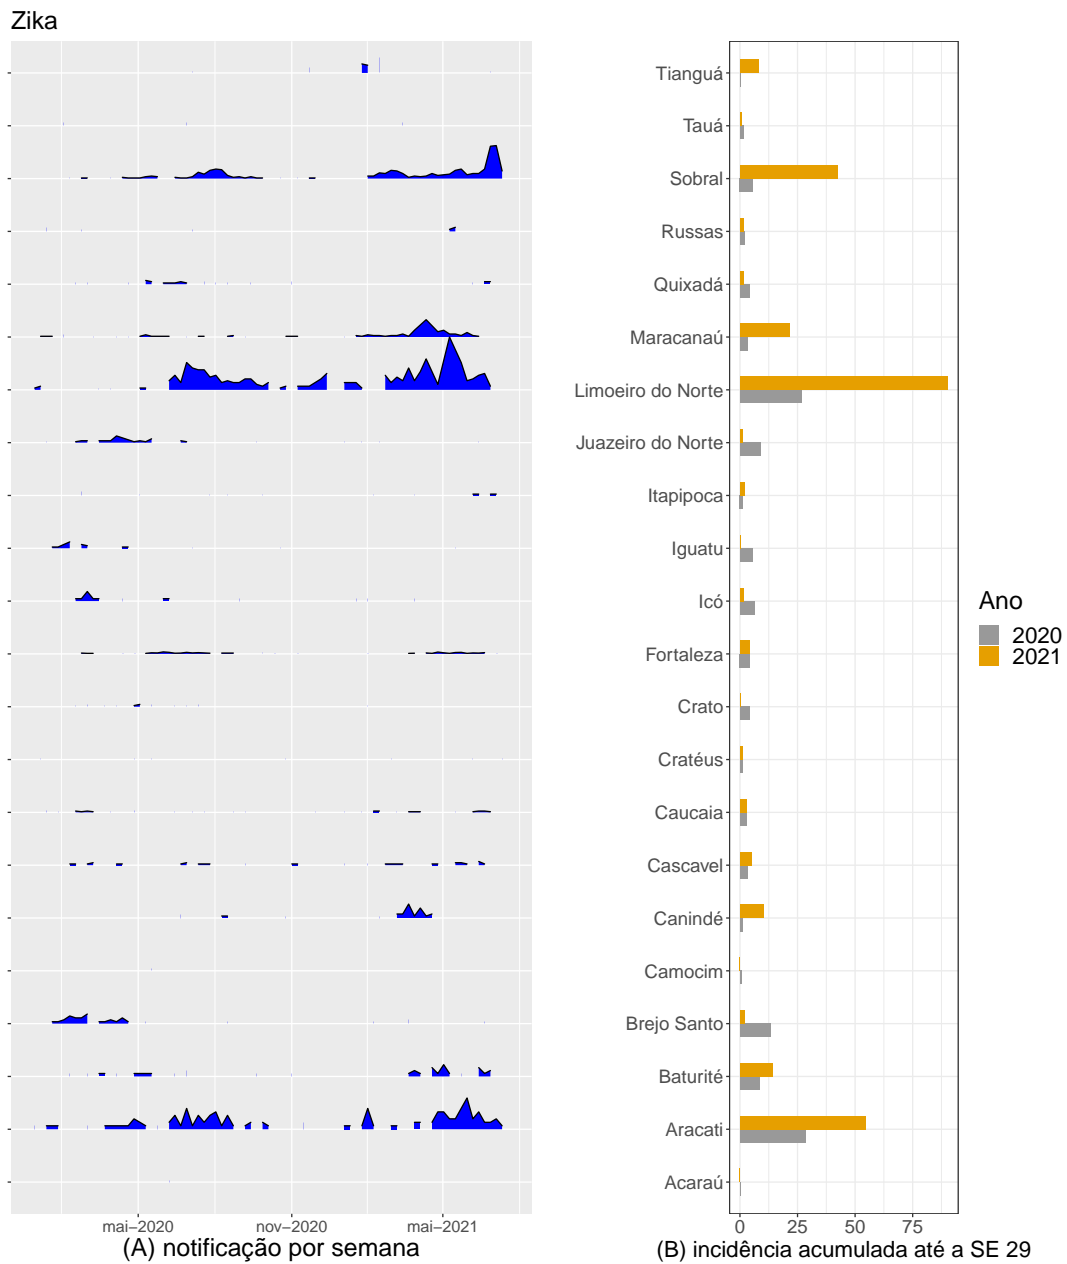 Zika
Tianguá
Tauá
Sobral
Russas
Quixadá
Maracanaú
Limoeiro do Norte
Juazeiro do Norte
Itapipoca
Iguatu
Icó
Fortaleza
Crato
Cratéus
Caucaia
Cascavel
Canindé
Camocim
Brejo Santo
Baturité
Aracati
Acaraú
mai−2020 nov−2020 mai−2021
(A) notificação por semana
0 25 50 75
(B) incidência acumulada até a SE 29
Ano
2020
2021